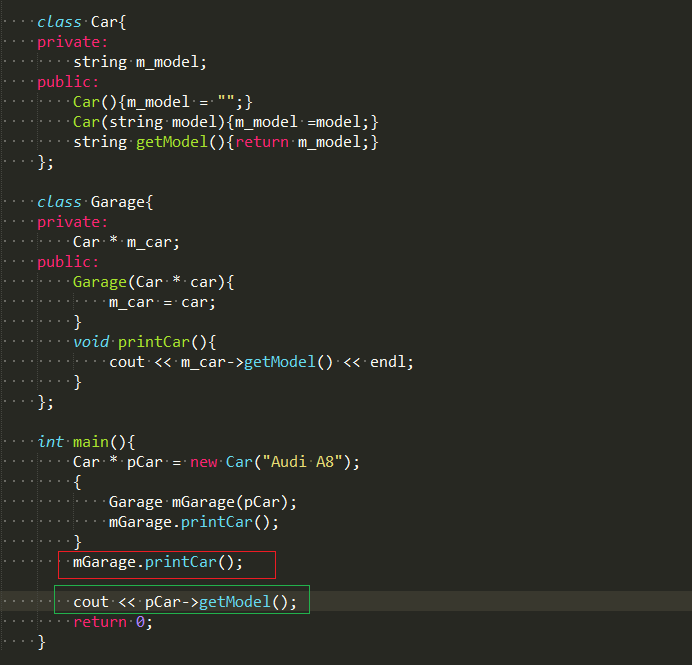 class Car{
private:
string m_model;
public:
Car(){m_model = "";}
Car(string model){m_model =model;}
string getModel(){return m_model;}
};
class Garage{
private:
Car * m_car;
public:
Garage(Car * car){
m_car = car;
}
void printCar(){
cout << m_car->getModel() << endl;
}
};
int main(){
Car * pCar = new Car("Audi A8");
{
Garage mGarage(pCar);
mGarage.printCar();
}
mGarage.printCar();
cout << pCar->getModel();
return 0;
}